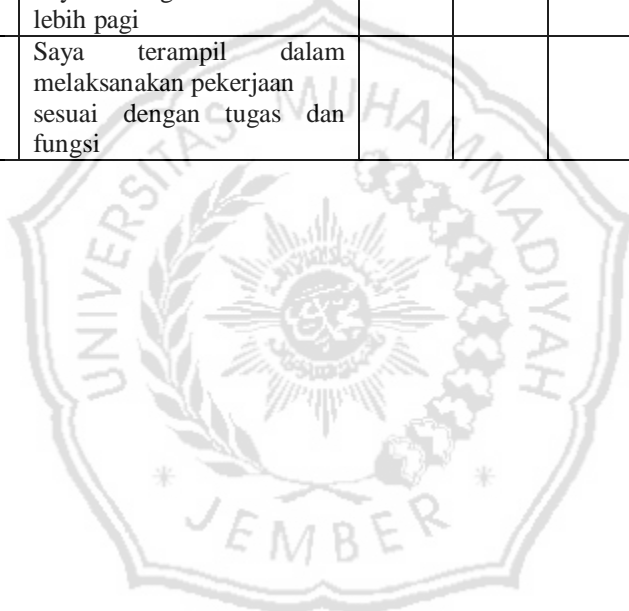 lebih pagi
Saya terampil dalam
melaksanakan pekerjaan
sesuai dengan tugas dan
fungsi
UNIVERSITAS MUHAMMADIYAH
JEMBER